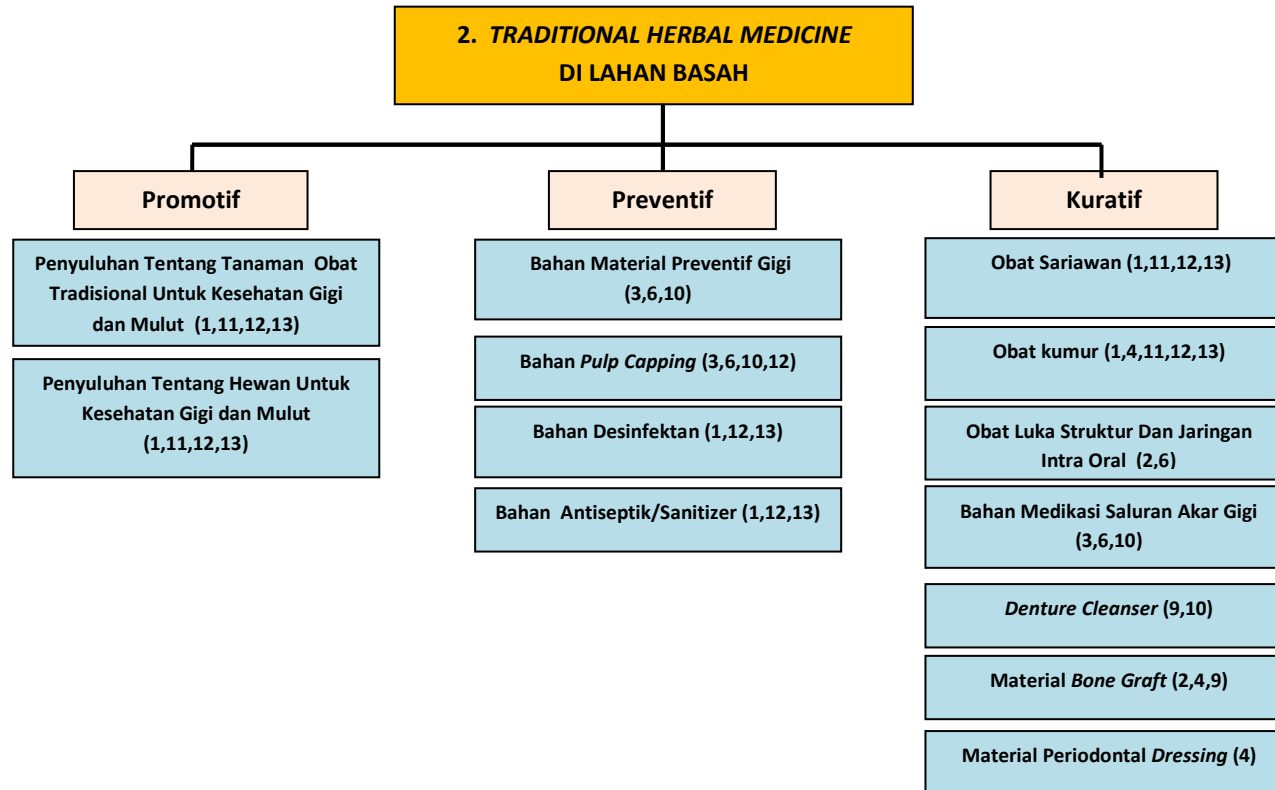 2. TRADITIONAL HERBAL MEDICINE
DI LAHAN BASAH
Promotif
Penyuluhan Tentang Tanaman Obat
Tradisional Untuk Kesehatan Gigi
dan Mulut (1,11,12,13)
Penyuluhan Tentang Hewan Untuk
Kesehatan Gigi dan Mulut
(1,11,12,13)
Preventif
Bahan Material Preventif Gigi
(3,6,10)
Bahan Pulp Capping (3,6,10,12)
Bahan Desinfektan (1,12,13)
Bahan Antiseptik/Sanitizer (1,12,13)
Kuratif
Obat Sariawan (1,11,12,13)
Obat kumur (1,4,11,12,13)
Obat Luka Struktur Dan Jaringan
Intra Oral (2,6)
Bahan Medikasi Saluran Akar Gigi
(3,6,10)
Denture Cleanser (9,10)
Material Bone Graft (2,4,9)
Material Periodontal Dressing (4)